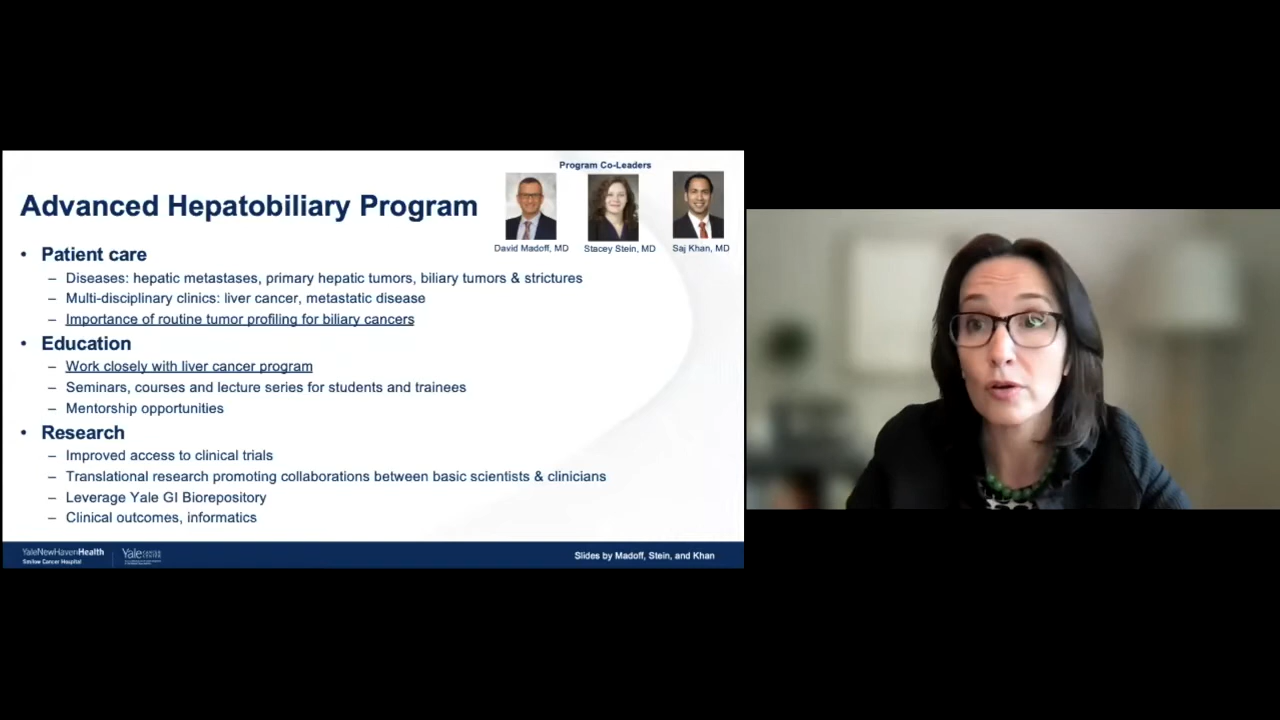 Program Co-Leaders
Advanced Hepatobiliary Program
David Madoff, MD
Stacey Stein, MD
Saj Khan, MD
• Patient care
– Diseases: hepatic metastases, primary hepatic tumors, biliary tumors & strictures
– Multi-disciplinary clinics: liver cancer, metastatic disease
– Importance of routine tumor profiling for biliary cancers
• Education
– Work closely with liver cancer program
– Seminars, courses and lecture series for students and trainees
– Mentorship opportunities
• Research
– Improved access to clinical trials
– Translational research promoting collaborations between basic scientists & clinicians
– Leverage Yale GI Biorepository
– Clinical outcomes, informatics
YaleNewHavenHealth
Smilow Cancer Hospital
Yale CANCER CENTER
Slides by Madoff, Stein, and Khan